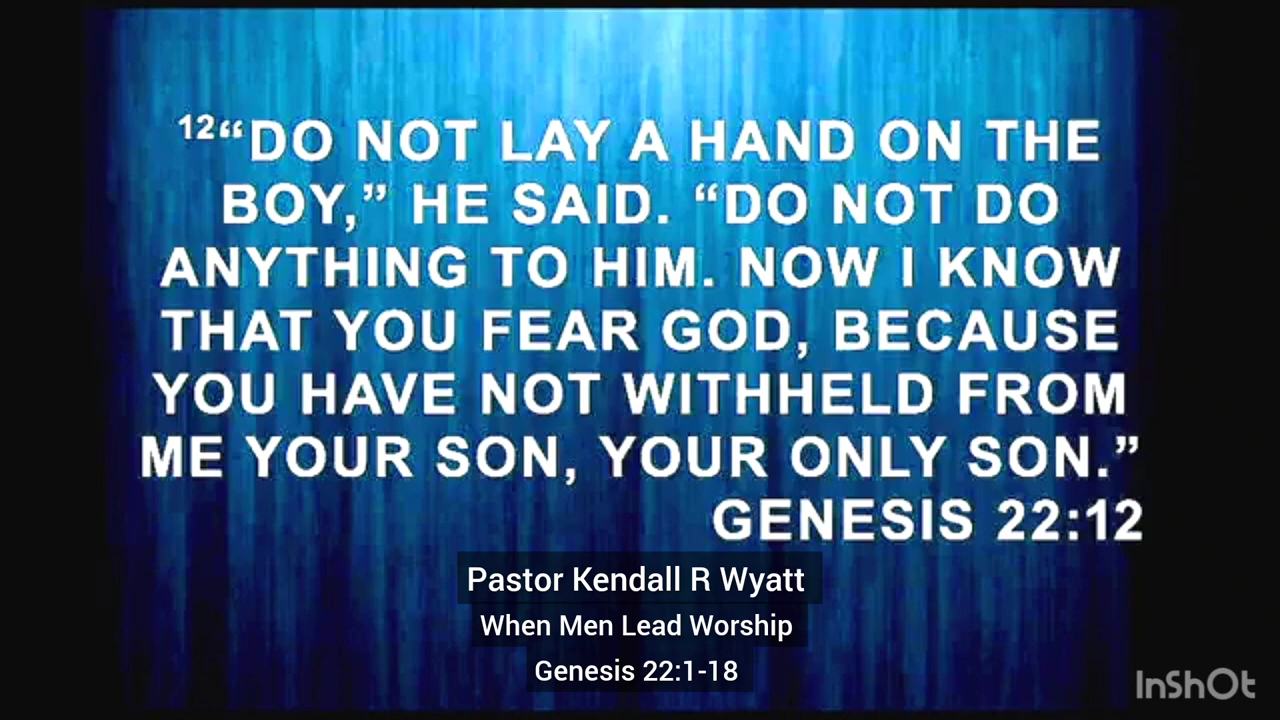 ¹²“DO NOT LAY A HAND ON THE
BOY,” HE SAID. “DO NOT DO
ANYTHING TO HIM. NOW I KNOW
THAT YOU FEAR GOD, BECAUSE
YOU HAVE NOT WITHHELD FROM
ME YOUR SON, YOUR ONLY SON.”
GENESIS 22:12
Pastor Kendall R Wyatt
When Men Lead Worship
Genesis 22:1-18
InShOt